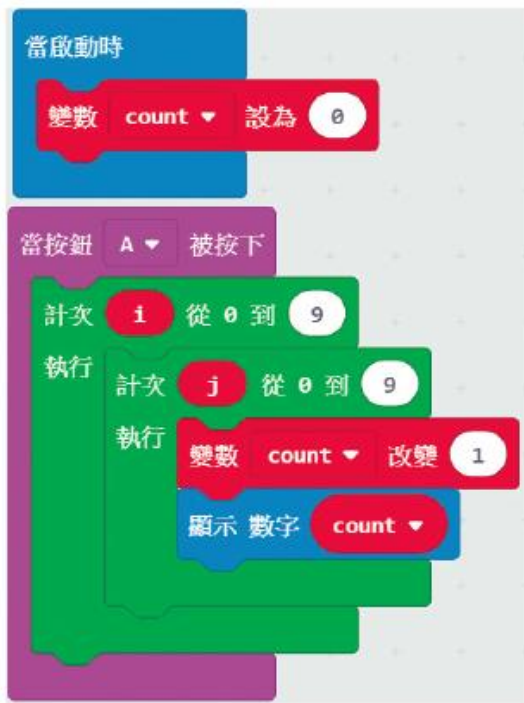 當啟動時
變數 count 設為 0
當按鈕 A 被按下
計次 i 從 0 到 9
執行
計次 j 從 0 到 9
執行
變數 count 改變 1
顯示 數字 count